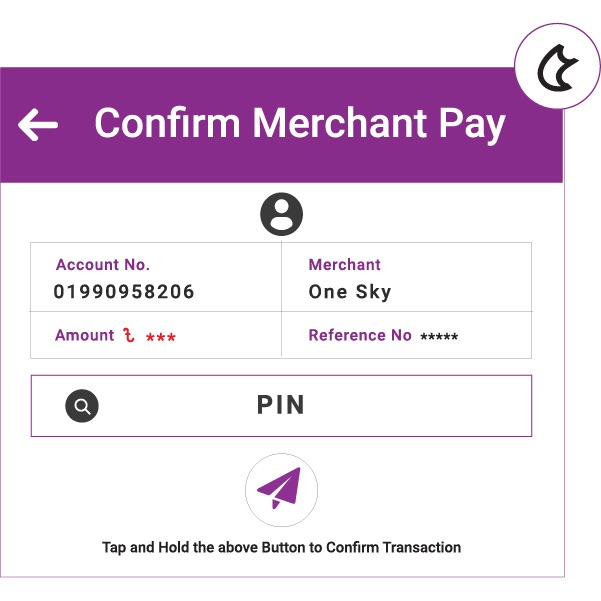 Confirm Merchant Pay
Account No.
01990958206
Merchant
One Sky
Amount ៛ ***
Reference No *****
PIN
Tap and Hold the above Button to Confirm Transaction